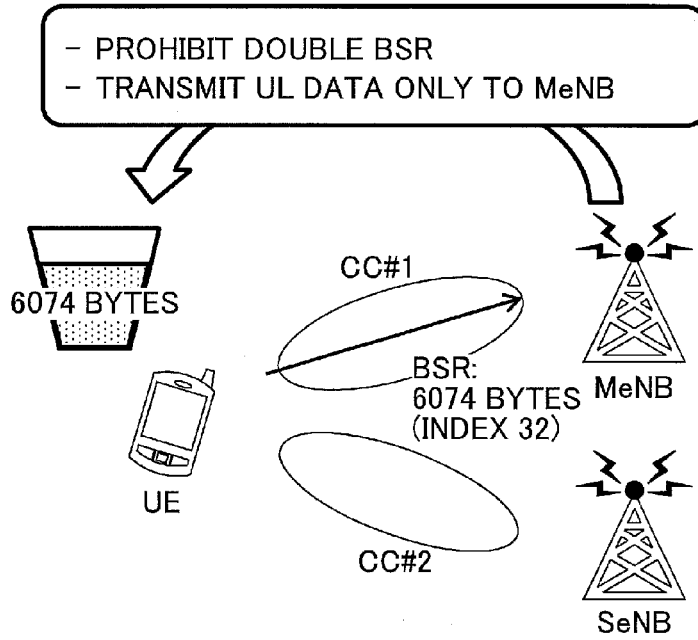 - PROHIBIT DOUBLE BSR
- TRANSMIT UL DATA ONLY TO MeNB
6074 BYTES
CC#1
BSR:
6074 BYTES
(INDEX 32)
MeNB
UE
CC#2
SeNB